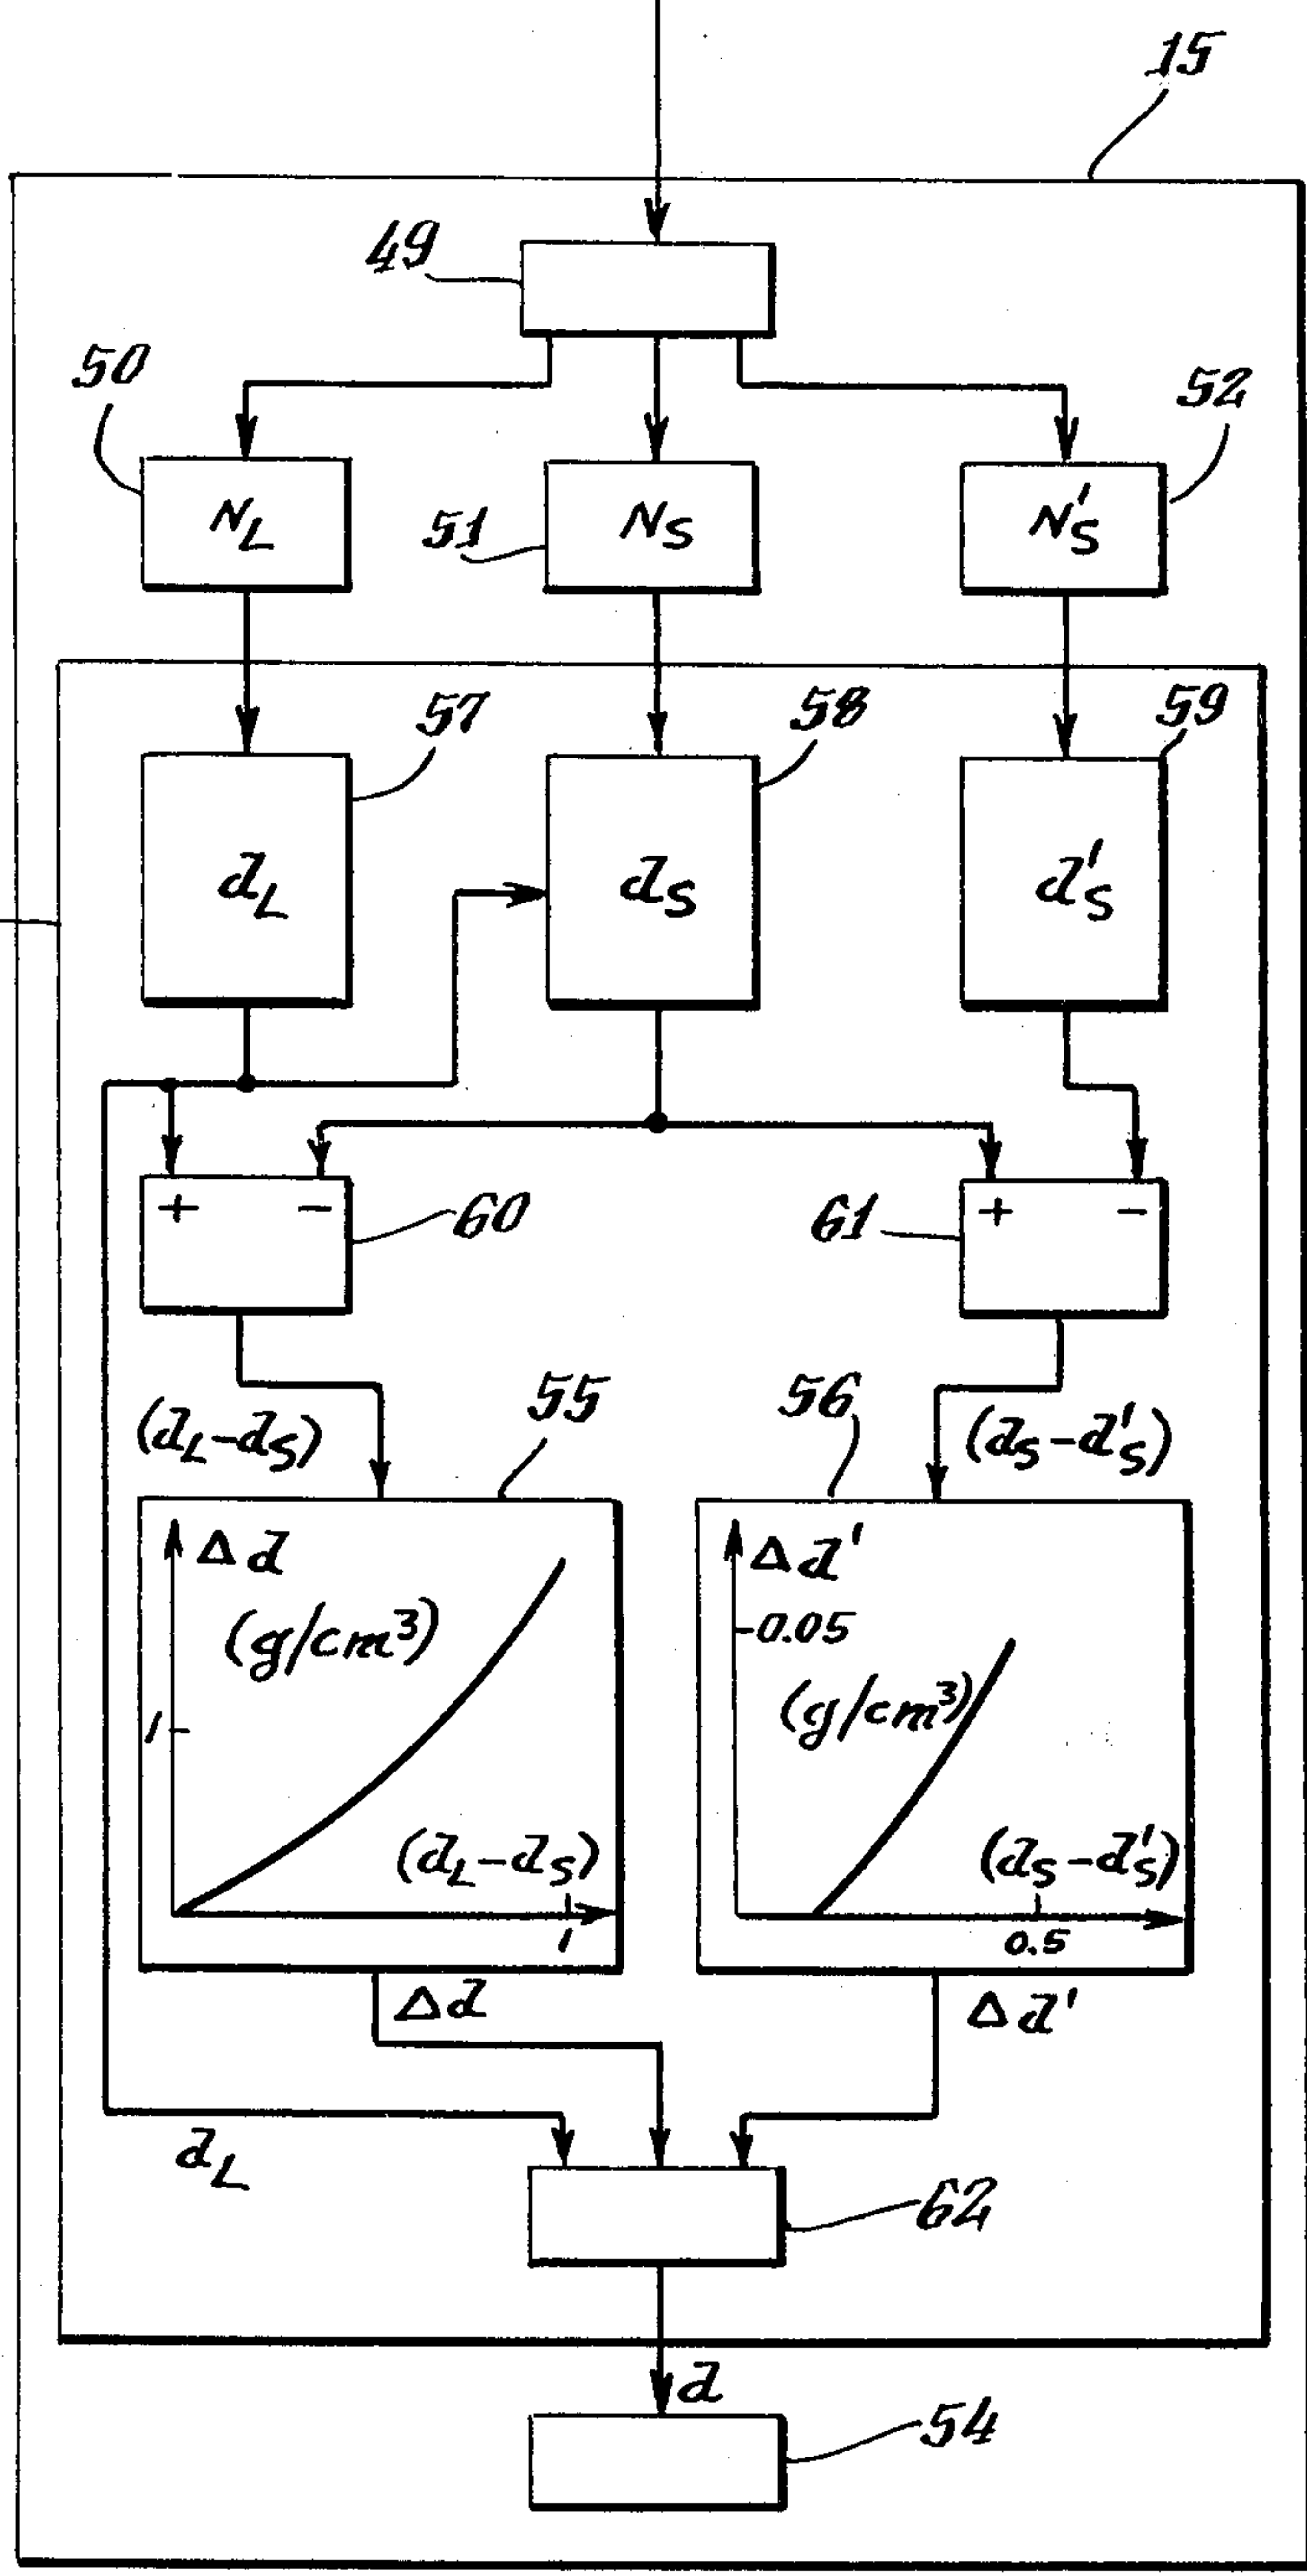 15
49
50
52
N_L
51
N_S
N'_S
57
58
59
d_L
d_S
d'_S
+ −
60
61
+ −
(d_L-d_S)
55
56
(d_S-d'_S)
Δd
(g/cm³)
1
(d_L-d_S)
1
Δd'
-0.05
(g/cm³)
(d_S-d'_S)
0.5
Δd
Δd'
d_L
62
d
54